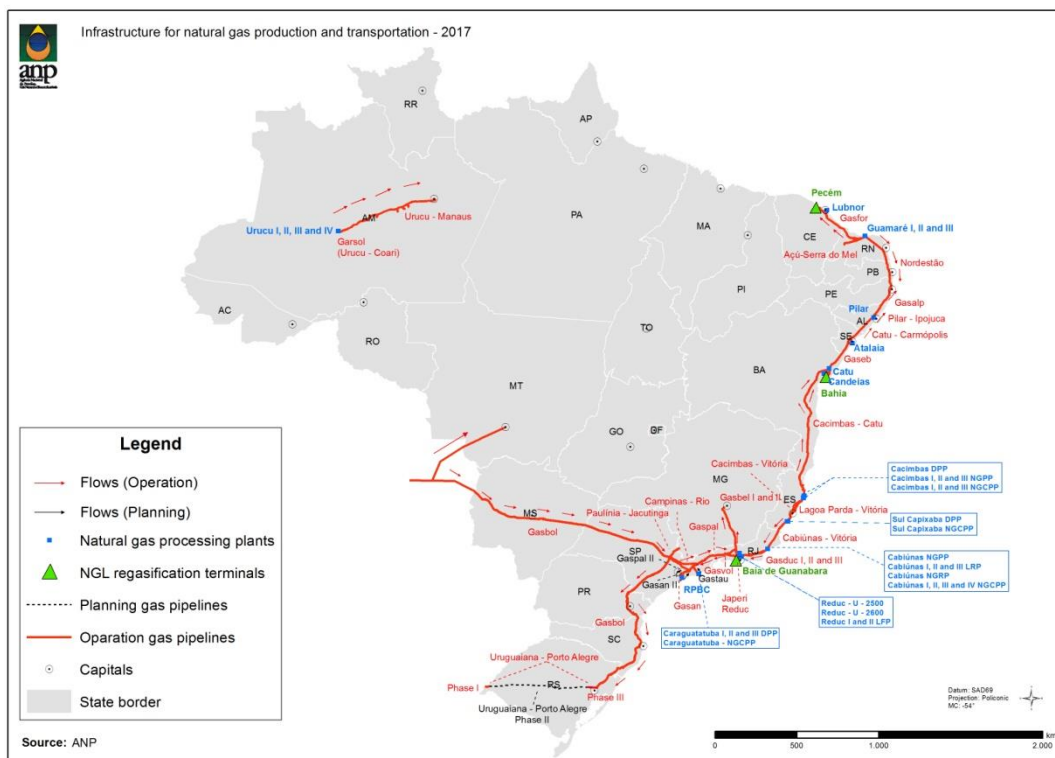 Infrastructure for natural gas production and transportation - 2017
anp
RR
AP
AM
Urucu - Manaus
Urucu I, II, III and IV
Garsol
(Urucu - Coari)
PA
MA
Pecém
Lubnor
Gasfor
Guamaré I, II and III
CE
RN
Açú-Serra do Mel
Nordestão
PB
PI
PE
Gasalp
AC
Pilar
AL
Pilar - Ipojuca
TO
SE
Catu - Carmópolis
RO
Atalaia
Gaseb
BA
Catu
Candeias
Bahia
MT
GO
DF
Cacimbas - Catu
MG
Cacimbas - Vitória
Cacimbas DPP
Cacimbas I, II and III NGPP
Cacimbas I, II and III NGCPP
Campinas - Rio
Gasbel I and II
ES
Paulínia - Jacutinga
Lagoa Parda - Vitória
MS
Gaspal
Sul Capixaba DPP
Sul Capixaba NGCPP
Gasbol
Cabiúnas - Vitória
SP
Gaspal II
RJ
Gasduc I, II and III
Gasvol
Baia de Guanabara
Gasan II
Gastau
RPBC
Cabiúnas NGPP
Cabiúnas I, II and III LRP
Cabiúnas NGRP
Cabiúnas I, II, III and IV NGCPP
PR
Gasan
Japeri
Reduc
Reduc - U - 2500
Reduc - U - 2600
Reduc I and II LFP
Gasbol
Caraguatatuba I, II and III DPP
Caraguatatuba - NGCPP
SC
Uruguaiana - Porto Alegre
Phase I
RS
Phase III
Uruguaiana - Porto Alegre
Phase II
Legend
Flows (Operation)
Flows (Planning)
Natural gas processing plants
NGL regasification terminals
Planning gas pipelines
Opration gas pipelines
Capitals
State border
Source: ANP
Datum: SAD69
Projection: Policonic
MC: -54°
km
0 500 1.000 2.000